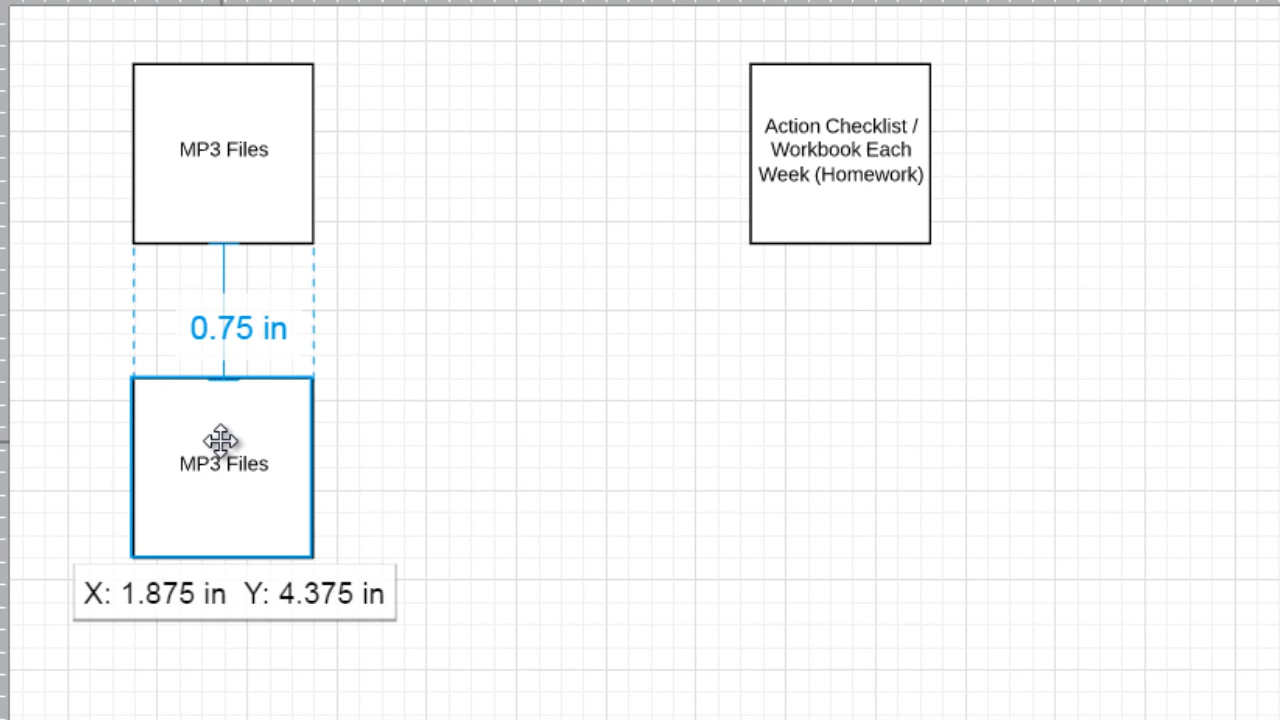 MP3 Files
Action Checklist /
Workbook Each
Week (Homework)
0.75 in
MP3 Files
X: 1.875 in  Y: 4.375 in